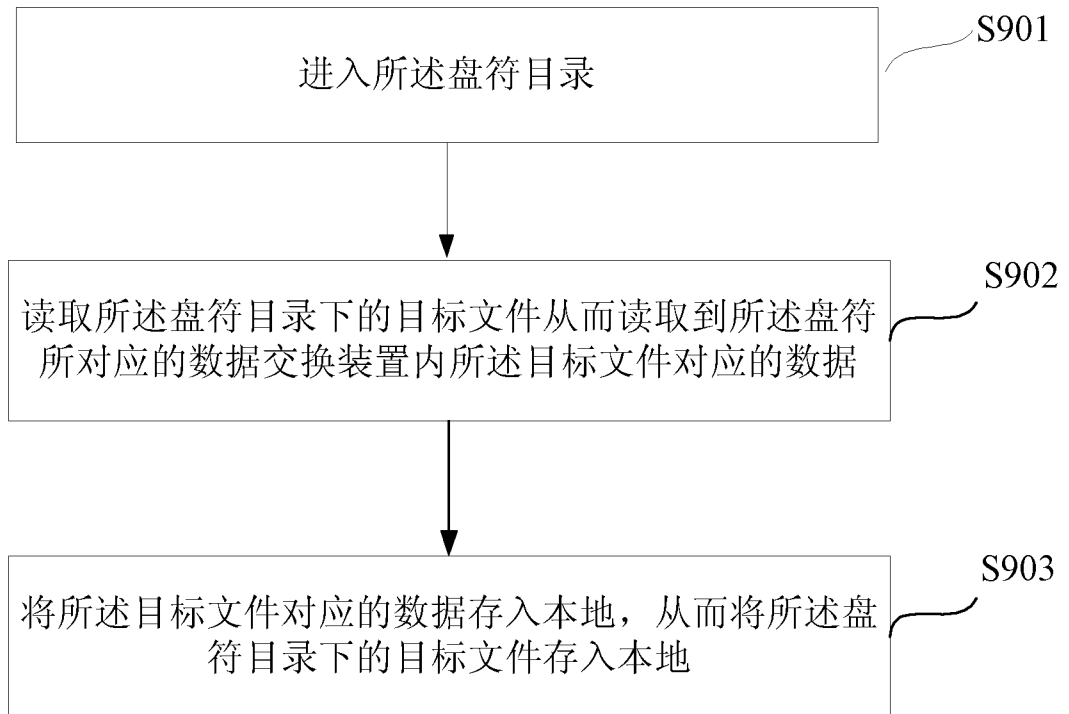 S901
进入所述盘符目录
S902
读取所述盘符目录下的目标文件从而读取到所述盘符
所对应的数据交换装置内所述目标文件对应的数据
S903
将所述目标文件对应的数据存入本地，从而将所述盘
符目录下的目标文件存入本地